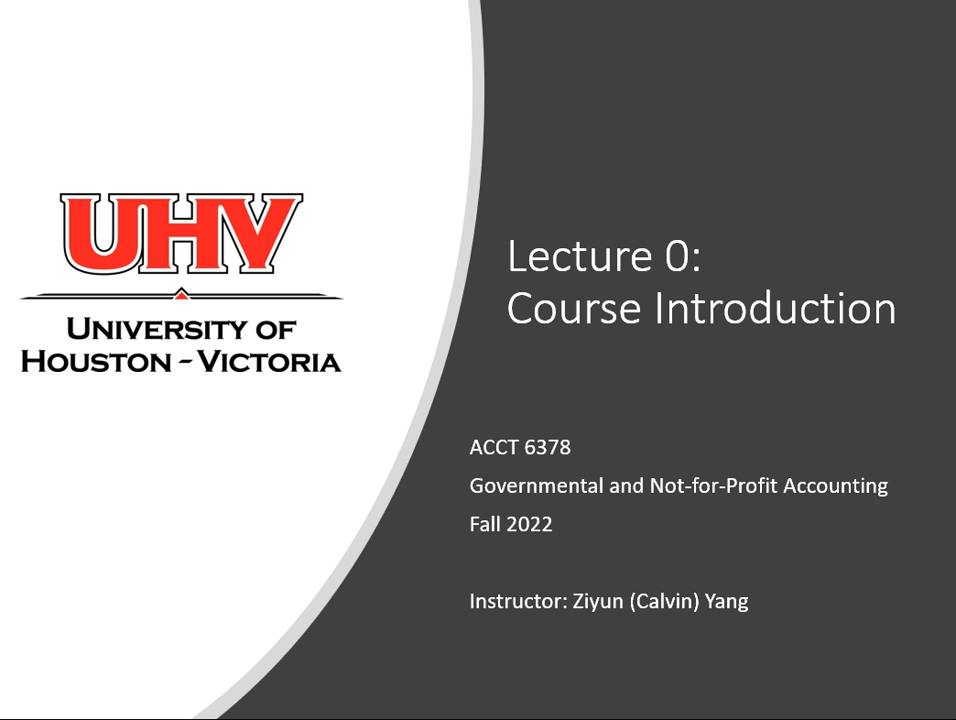 UHV
UNIVERSITY OF
HOUSTON - VICTORIA
Lecture 0:
Course Introduction
ACCT 6378
Governmental and Not-for-Profit Accounting
Fall 2022
Instructor: Ziyun (Calvin) Yang